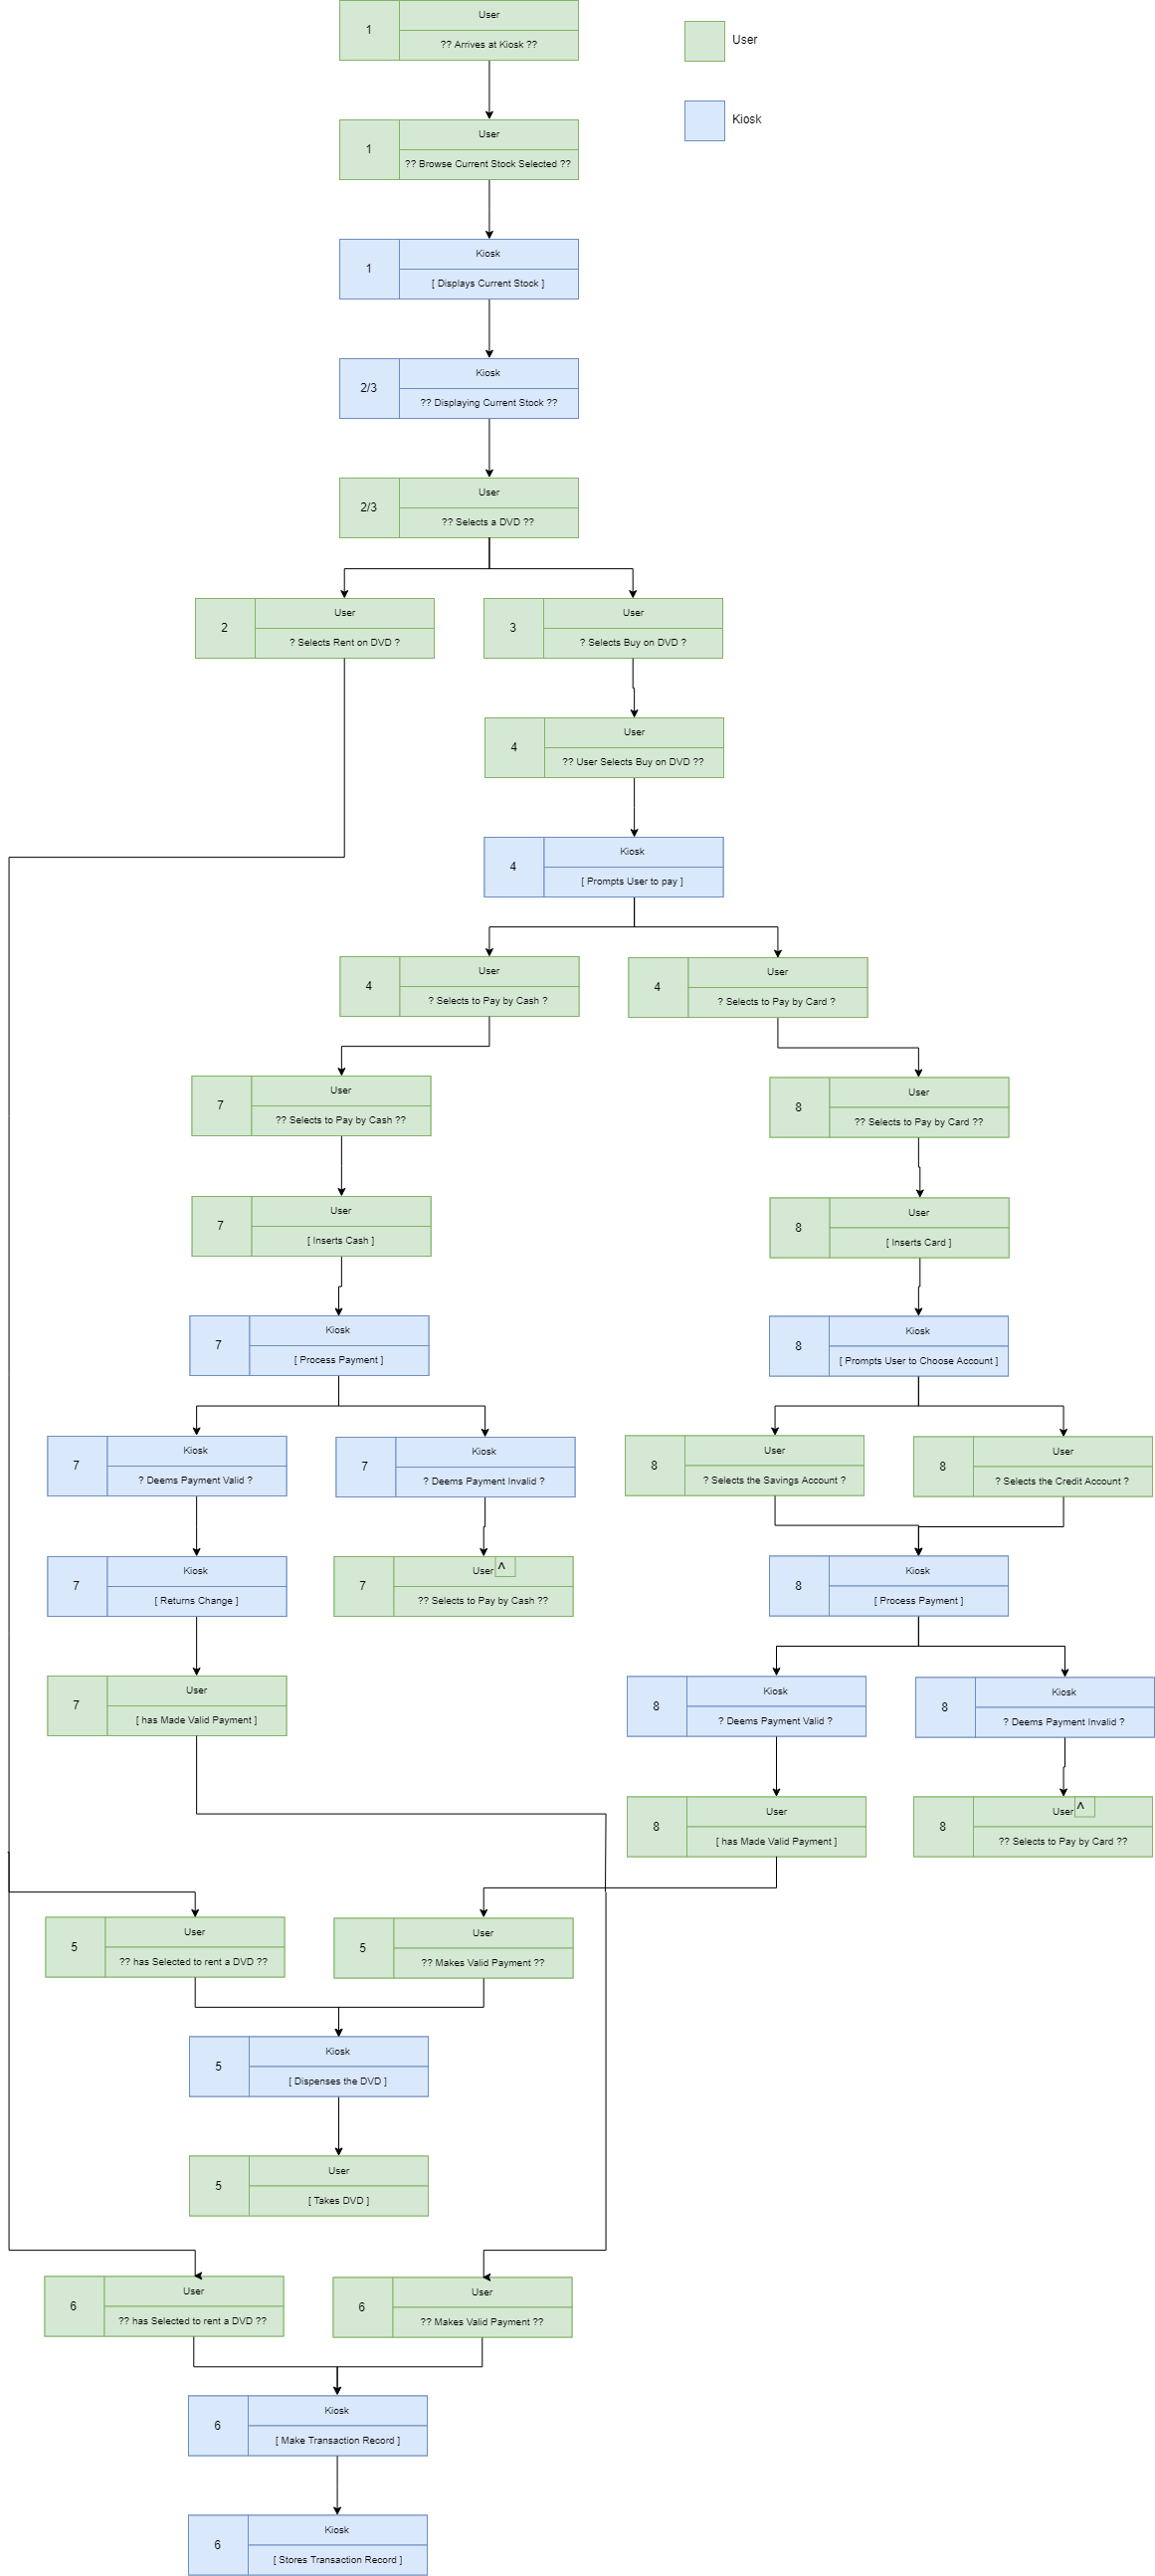 1
User
?? Arrives at Kiosk ??
User
Kiosk
1
User
?? Browse Current Stock Selected ??
1
Kiosk
[ Displays Current Stock ]
2/3
Kiosk
?? Displaying Current Stock ??
2/3
User
?? Selects a DVD ??
2
User
? Selects Rent on DVD ?
3
User
? Selects Buy on DVD ?
4
User
?? User Selects Buy on DVD ??
4
Kiosk
[ Prompts User to pay ]
4
User
? Selects to Pay by Cash ?
4
User
? Selects to Pay by Card ?
7
User
?? Selects to Pay by Cash ??
8
User
?? Selects to Pay by Card ??
7
User
[ Inserts Cash ]
8
User
[ Inserts Card ]
7
Kiosk
[ Process Payment ]
8
Kiosk
[ Prompts User to Choose Account ]
7
Kiosk
? Deems Payment Valid ?
7
Kiosk
? Deems Payment Invalid ?
8
User
? Selects the Savings Account ?
8
User
? Selects the Credit Account ?
7
Kiosk
[ Returns Change ]
7
User ^
?? Selects to Pay by Cash ??
8
Kiosk
[ Process Payment ]
7
User
[ has Made Valid Payment ]
8
Kiosk
? Deems Payment Valid ?
8
Kiosk
? Deems Payment Invalid ?
8
User
[ has Made Valid Payment ]
8
User ^
?? Selects to Pay by Card ??
5
User
?? has Selected to rent a DVD ??
5
User
?? Makes Valid Payment ??
5
Kiosk
[ Dispenses the DVD ]
5
User
[ Takes DVD ]
6
User
?? has Selected to rent a DVD ??
6
User
?? Makes Valid Payment ??
6
Kiosk
[ Make Transaction Record ]
6
Kiosk
[ Stores Transaction Record ]